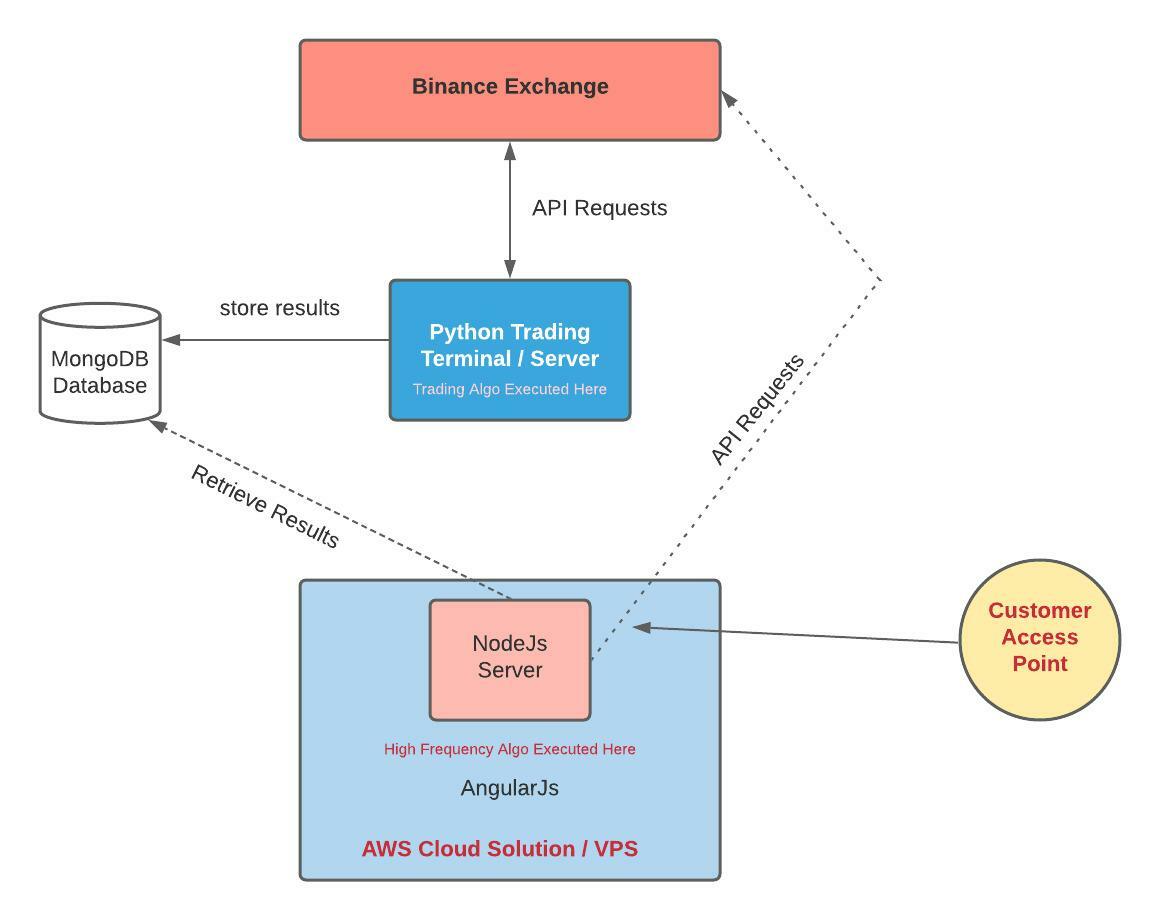 Binance Exchange
API Requests
store results
Python Trading
Terminal / Server
Trading Algo Executed Here
MongoDB
Database
API Requests
Retrieve Results
NodeJs
Server
Customer
Access
Point
High Frequency Algo Executed Here
AngularJs
AWS Cloud Solution / VPS